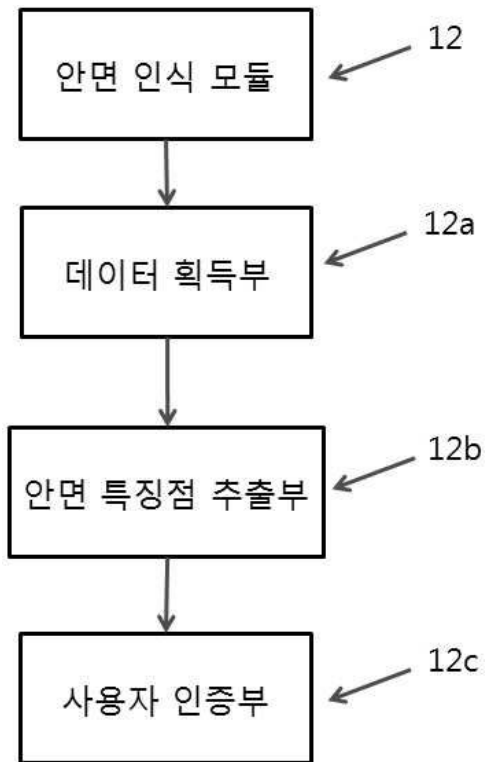 안면 인식 모듈
12
데이터 획득부
12a
안면 특징점 추출부
12b
사용자 인증부
12c